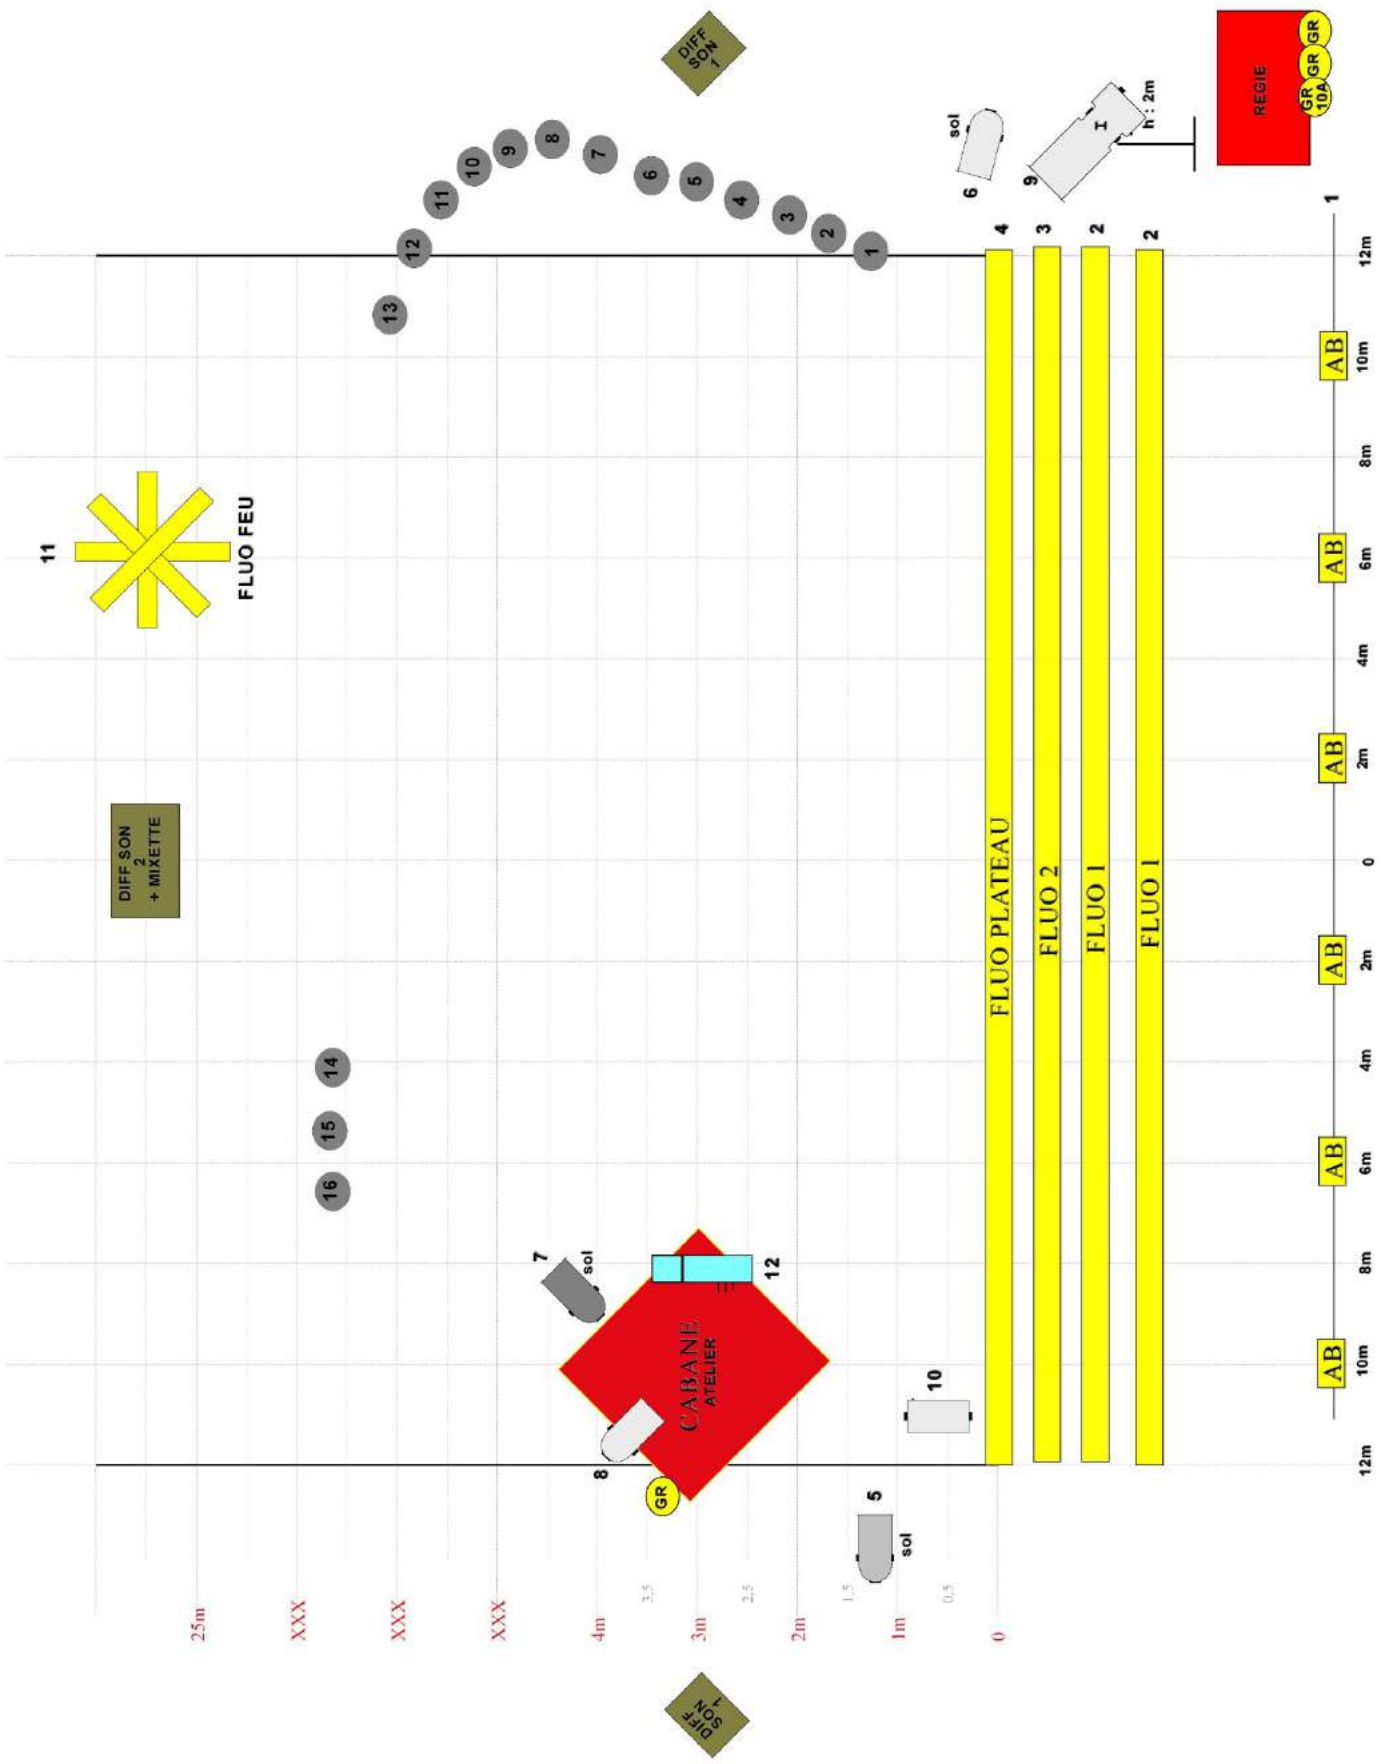 11
DIFF SON
2
+ MIXETTE
25m
FLUO FEU
XXX
16 15 14
XXX
13
12
11
10
XXX
9
8
7
sol
4m
8
7
3,5
GR
6
DIFF
SON
1
3m
CABANE
ATELIER
5
DIFF
SON
1
2,5
4
12
2m
3
2
1,5
1
5
sol
1m
10
0,5
sol
6
0
FLUO PLATEAU
4
9
FLUO 2
3
FLUO 1
2
I
h : 2m
FLUO 1
2
REGIE
GR
10A
GR
GR
AB AB AB AB AB AB
1
12m 10m 8m 6m 4m 2m 0 2m 4m 6m 8m 10m 12m